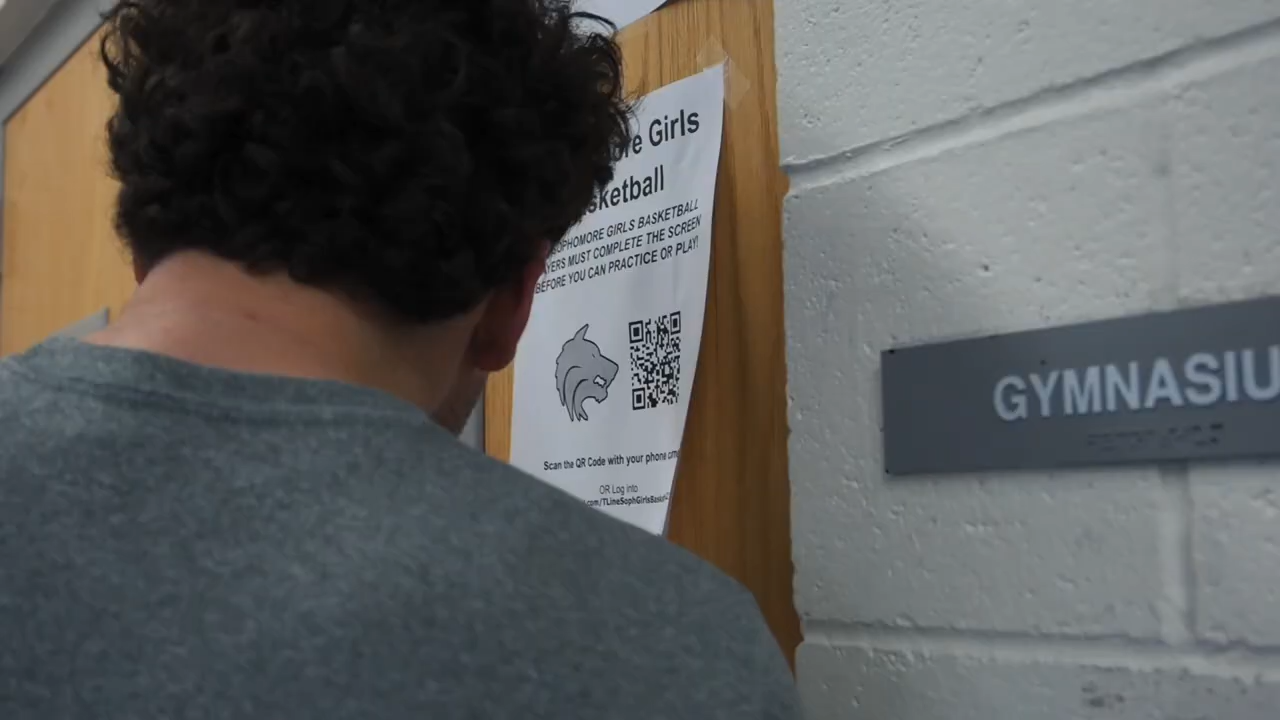 re Girls
sketball
SOPHOMORE GIRLS BASKETBALL
YERS MUST COMPLETE THE SCREEN
BEFORE YOU CAN PRACTICE OR PLAY!
Scan the QR Code with your phone
OR Log into
.com/TLineSophGirlsBasket
GYMNASIU